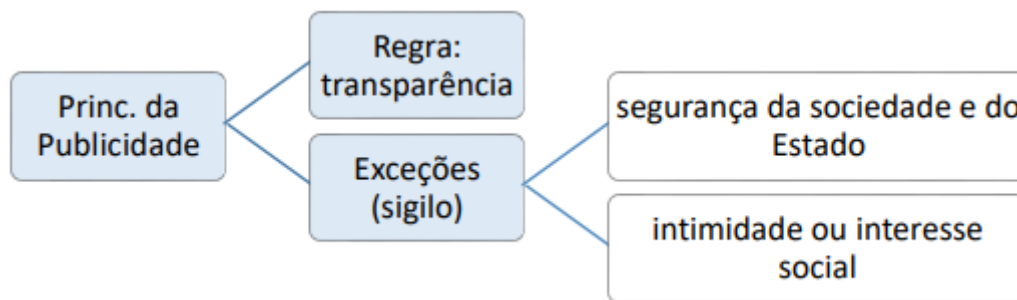 Princ. da
Publicidade
Regra:
transparência
Exceções
(sigilo)
segurança da sociedade e do
Estado
intimidade ou interesse
social